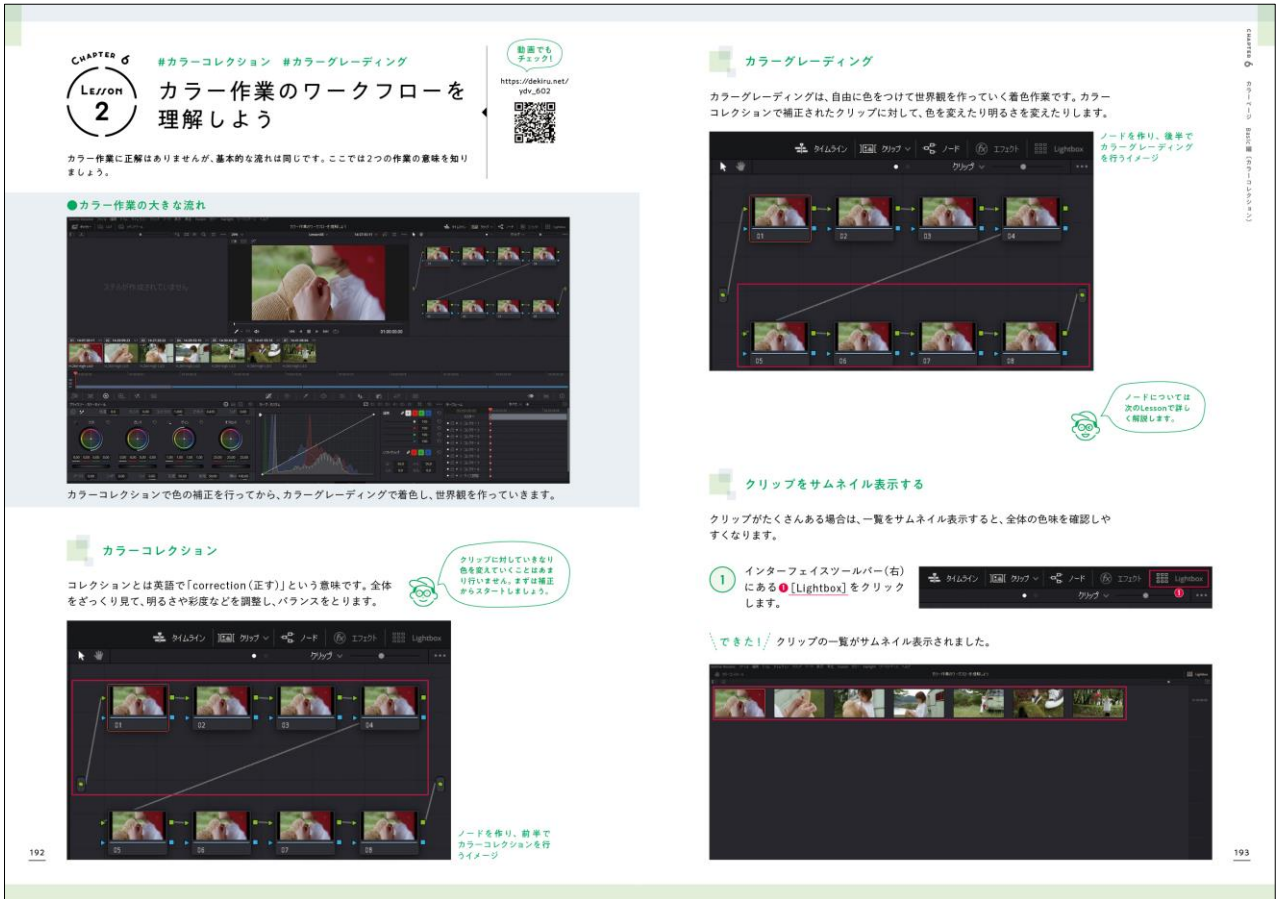 CHAPTER 6
LESSON
2
#カラーコレクション #カラーグレーディング
カラー作業のワークフローを
理解しよう
動画でも
チェック!
https://dekiru.net/
ydv_602
カラー作業に正解はありませんが、基本的な流れは同じです。ここでは2つの作業の意味を知り
ましょう。
●カラー作業の大きな流れ
スチルが作成されていません
カラーコレクションで色の補正を行ってから、カラーグレーディングで着色し、世界観を作っていきます。
カラーコレクション
コレクションとは英語で「correction(正す)」という意味です。全体
をざっくり見て、明るさや彩度などを調整し、バランスをとります。
クリップに対していきなり
色を変えていくことはあま
り行いません。まずは補正
からスタートしましょう。
タイムライン クリップ ノード エフェクト Lightbox
クリップ
01 02 03 04
05 06 07 08
ノードを作り、前半で
カラーコレクションを行
うイメージ
192
カラーグレーディング
カラーグレーディングは、自由に色をつけて世界観を作っていく着色作業です。カラー
コレクションで補正されたクリップに対して、色を変えたり明るさを変えたりします。
タイムライン クリップ ノード エフェクト Lightbox
クリップ
01 02 03 04
05 06 07 08
ノードを作り、後半で
カラーグレーディング
を行うイメージ
ノードについては
次のLessonで詳し
く解説します。
クリップをサムネイル表示する
クリップがたくさんある場合は、一覧をサムネイル表示すると、全体の色味を確認しや
すくなります。
1
インターフェイスツールバー(右)
にある❶[Lightbox]をクリック
します。
タイムライン クリップ ノード エフェクト Lightbox
クリップ ❶
できた! クリップの一覧がサムネイル表示されました。
Lightbox
CHAPTER 6 カラーページ Basic編(カラーコレクション)
193